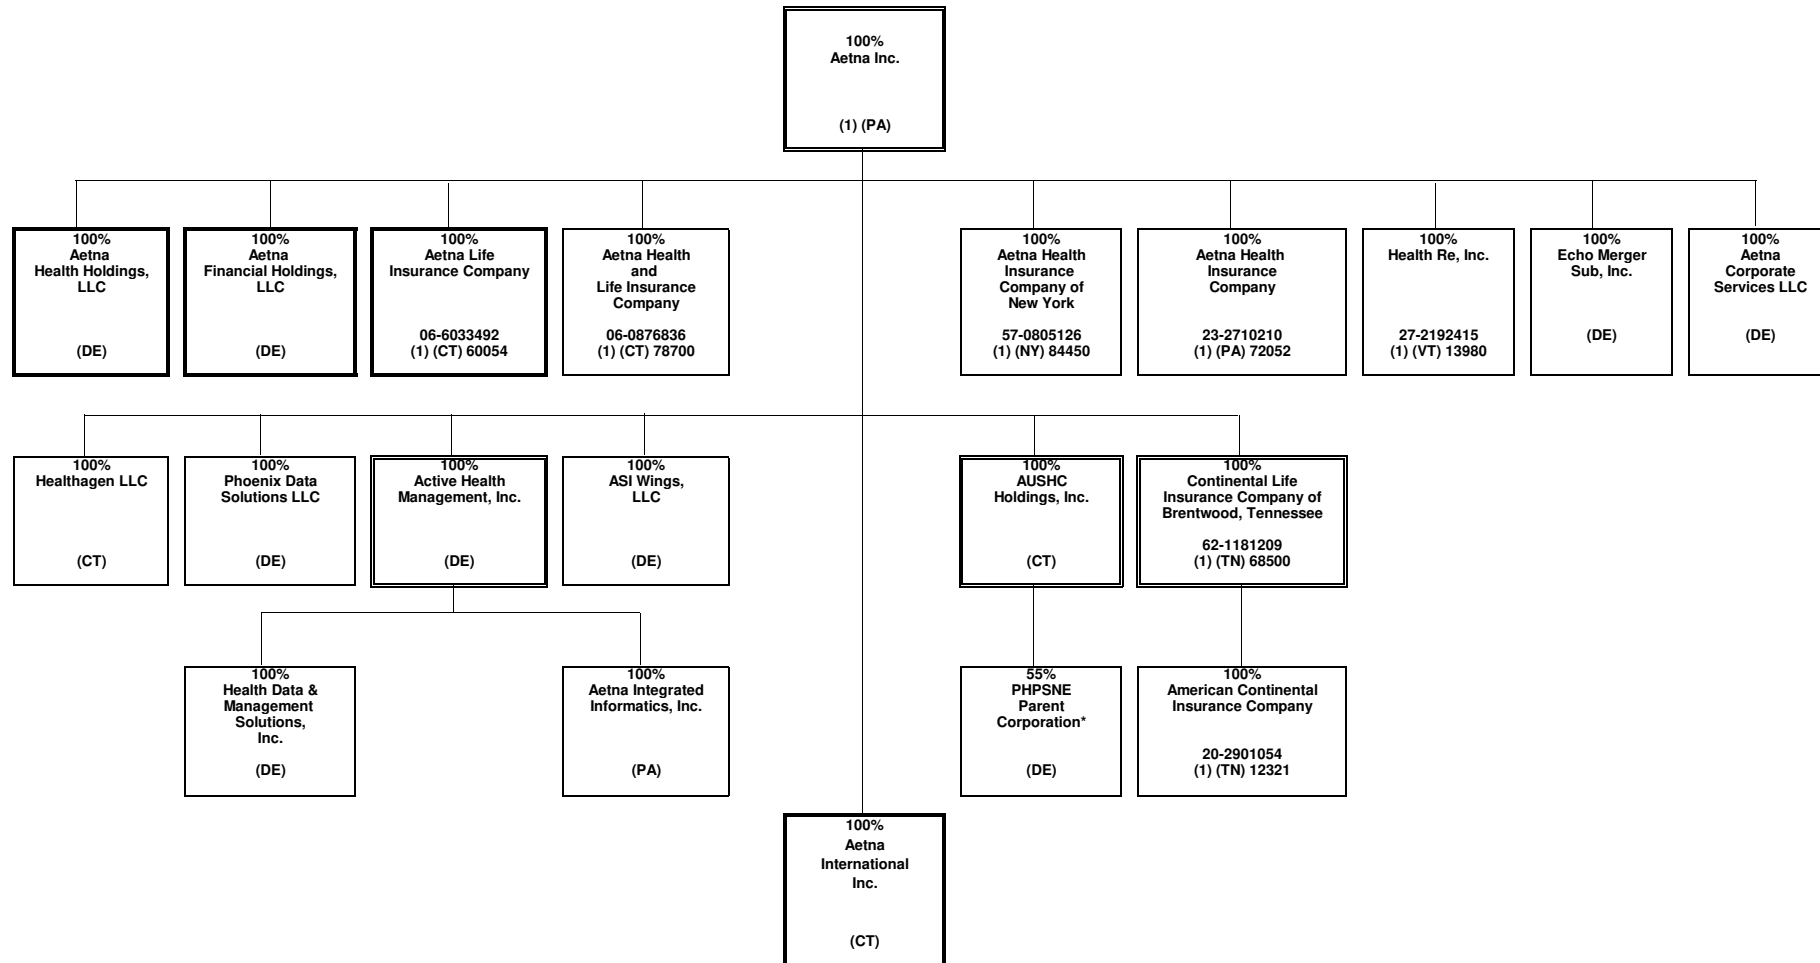 100%
Aetna Inc.
(1) (PA)
100%
Aetna
Health Holdings,
LLC
(DE)
100%
Aetna
Financial Holdings,
LLC
(DE)
100%
Aetna Life
Insurance Company
06-6033492
(1) (CT) 60054
100%
Aetna Health
and
Life Insurance
Company
06-0876836
(1) (CT) 78700
100%
Aetna Health
Insurance
Company of
New York
57-0805126
(1) (NY) 84450
100%
Aetna Health
Insurance
Company
23-2710210
(1) (PA) 72052
100%
Health Re, Inc.
27-2192415
(1) (VT) 13980
100%
Echo Merger
Sub, Inc.
(DE)
100%
Aetna
Corporate
Services LLC
(DE)
100%
Healthagen LLC
(CT)
100%
Phoenix Data
Solutions LLC
(DE)
100%
Active Health
Management, Inc.
(DE)
100%
ASI Wings,
LLC
(DE)
100%
AUSHC
Holdings, Inc.
(CT)
100%
Continental Life
Insurance Company of
Brentwood, Tennessee
62-1181209
(1) (TN) 68500
100%
Health Data &
Management
Solutions,
Inc.
(DE)
100%
Aetna Integrated
Informatics, Inc.
(PA)
55%
PHPSNE
Parent
Corporation*
(DE)
100%
American Continental
Insurance Company
20-2901054
(1) (TN) 12321
100%
Aetna
International
Inc.
(CT)